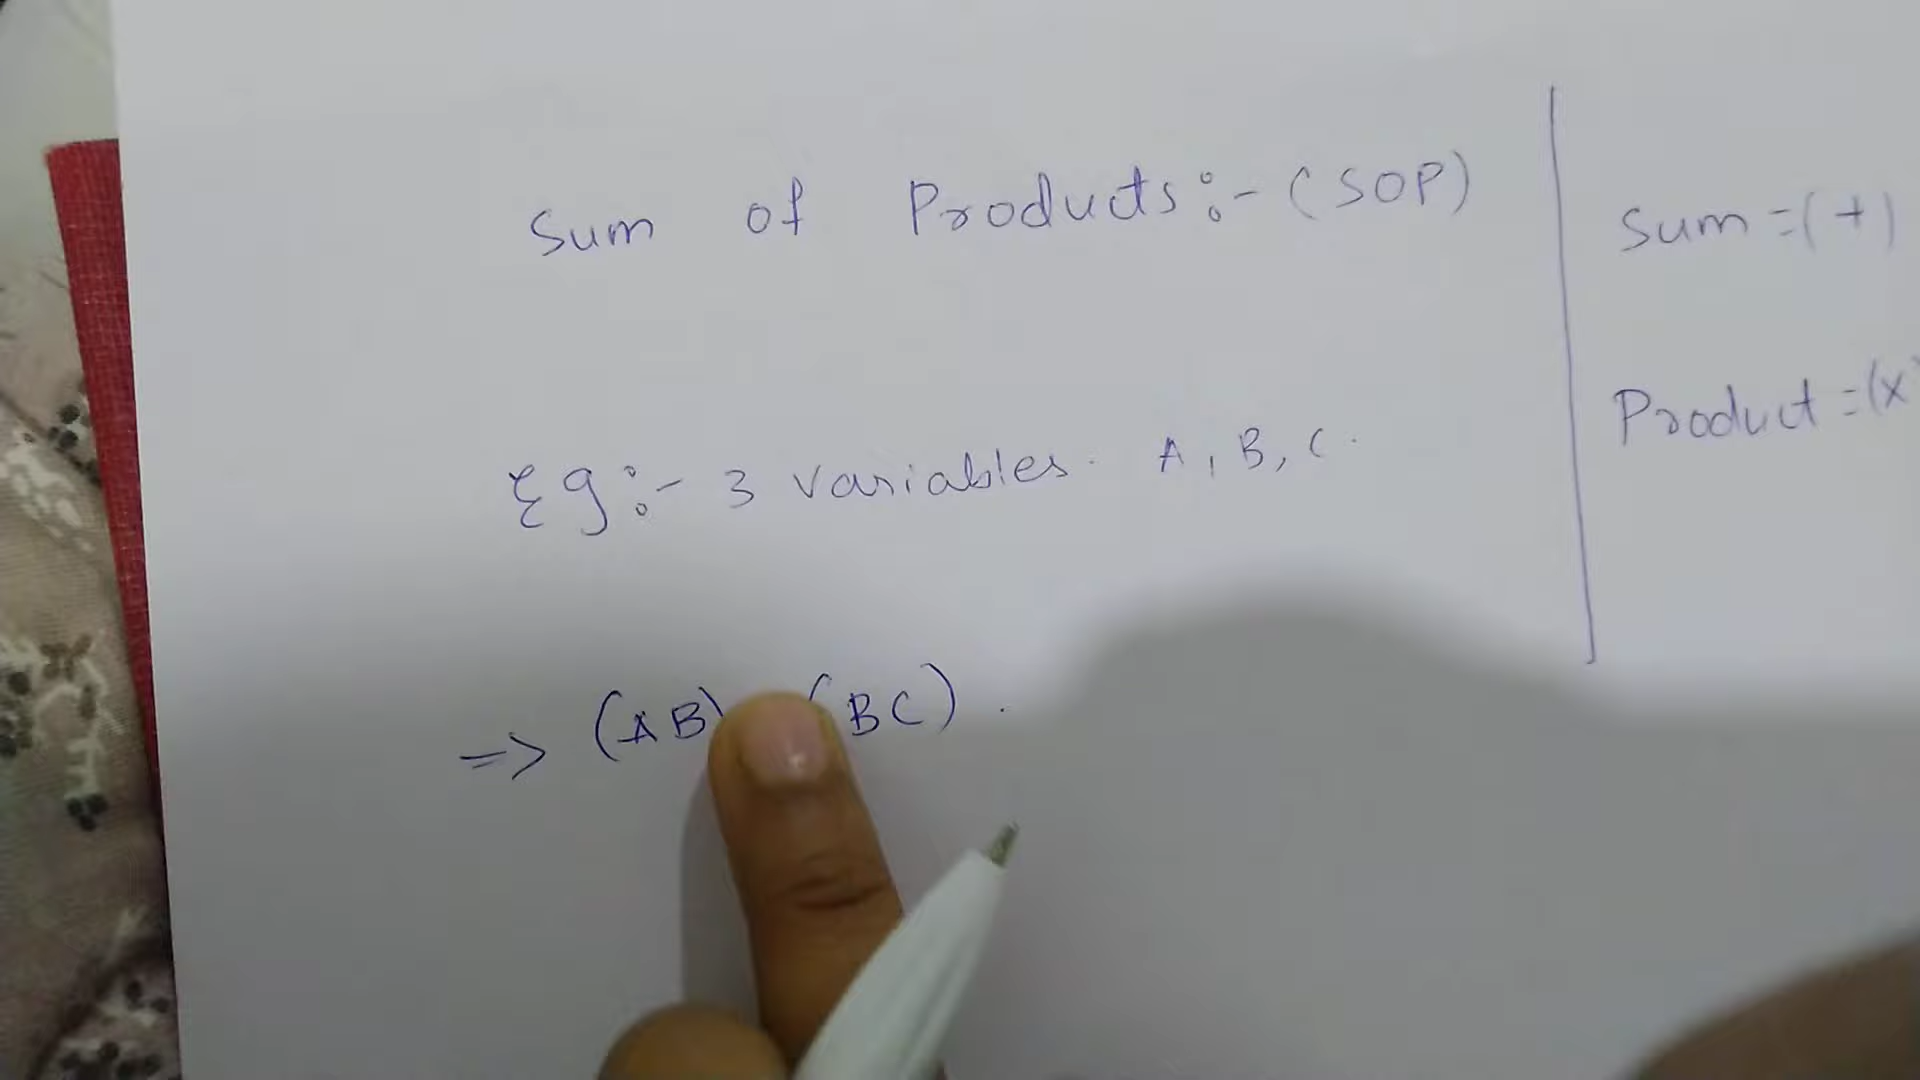 Sum of Products:- (SOP)
Eg:- 3 variables. A, B, C.
=> (AB) (BC).
Sum = (+)
Product = (x